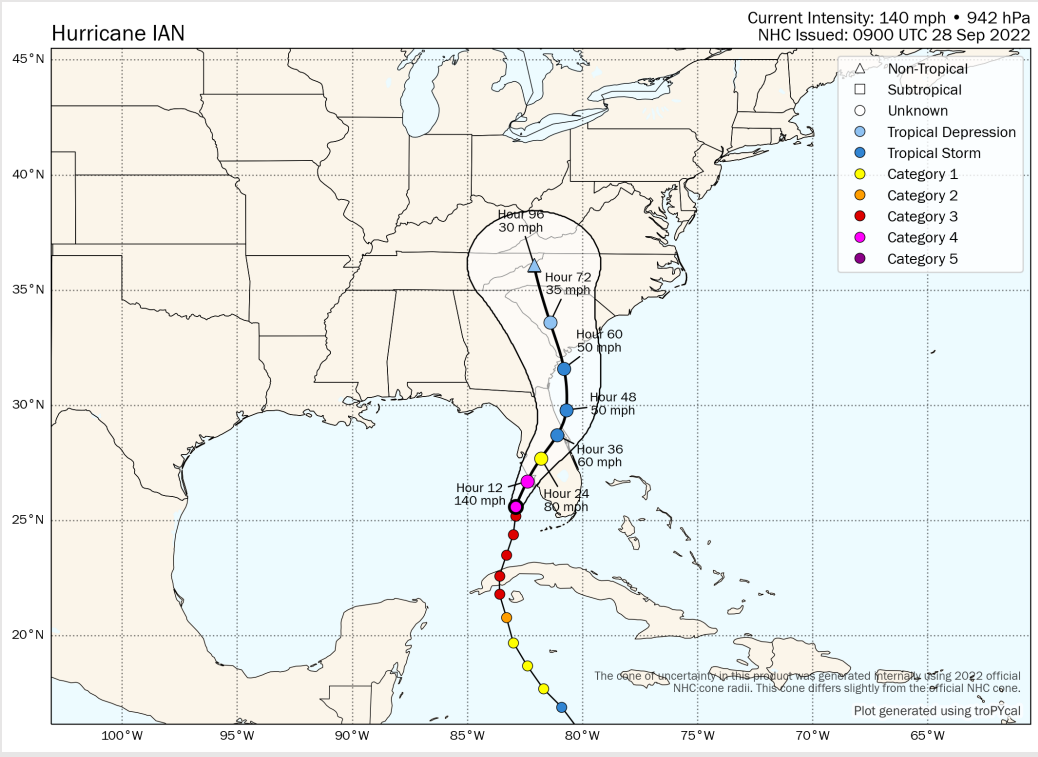 Hurricane IAN
Current Intensity: 140 mph • 942 hPa
NHC Issued: 0900 UTC 28 Sep 2022
45°N
40°N
35°N
30°N
25°N
20°N
Non-Tropical
Subtropical
Unknown
Tropical Depression
Tropical Storm
Category 1
Category 2
Category 3
Category 4
Category 5
Hour 96
30 mph
Hour 72
35 mph
Hour 60
50 mph
Hour 48
50 mph
Hour 36
60 mph
Hour 12
140 mph
Hour 24
80 mph
The cone of uncertainty in this product was generated internally using 2022 official
NHC cone radii. This cone differs slightly from the official NHC cone.
Plot generated using troPYcal
100°W
95°W
90°W
85°W
80°W
75°W
70°W
65°W